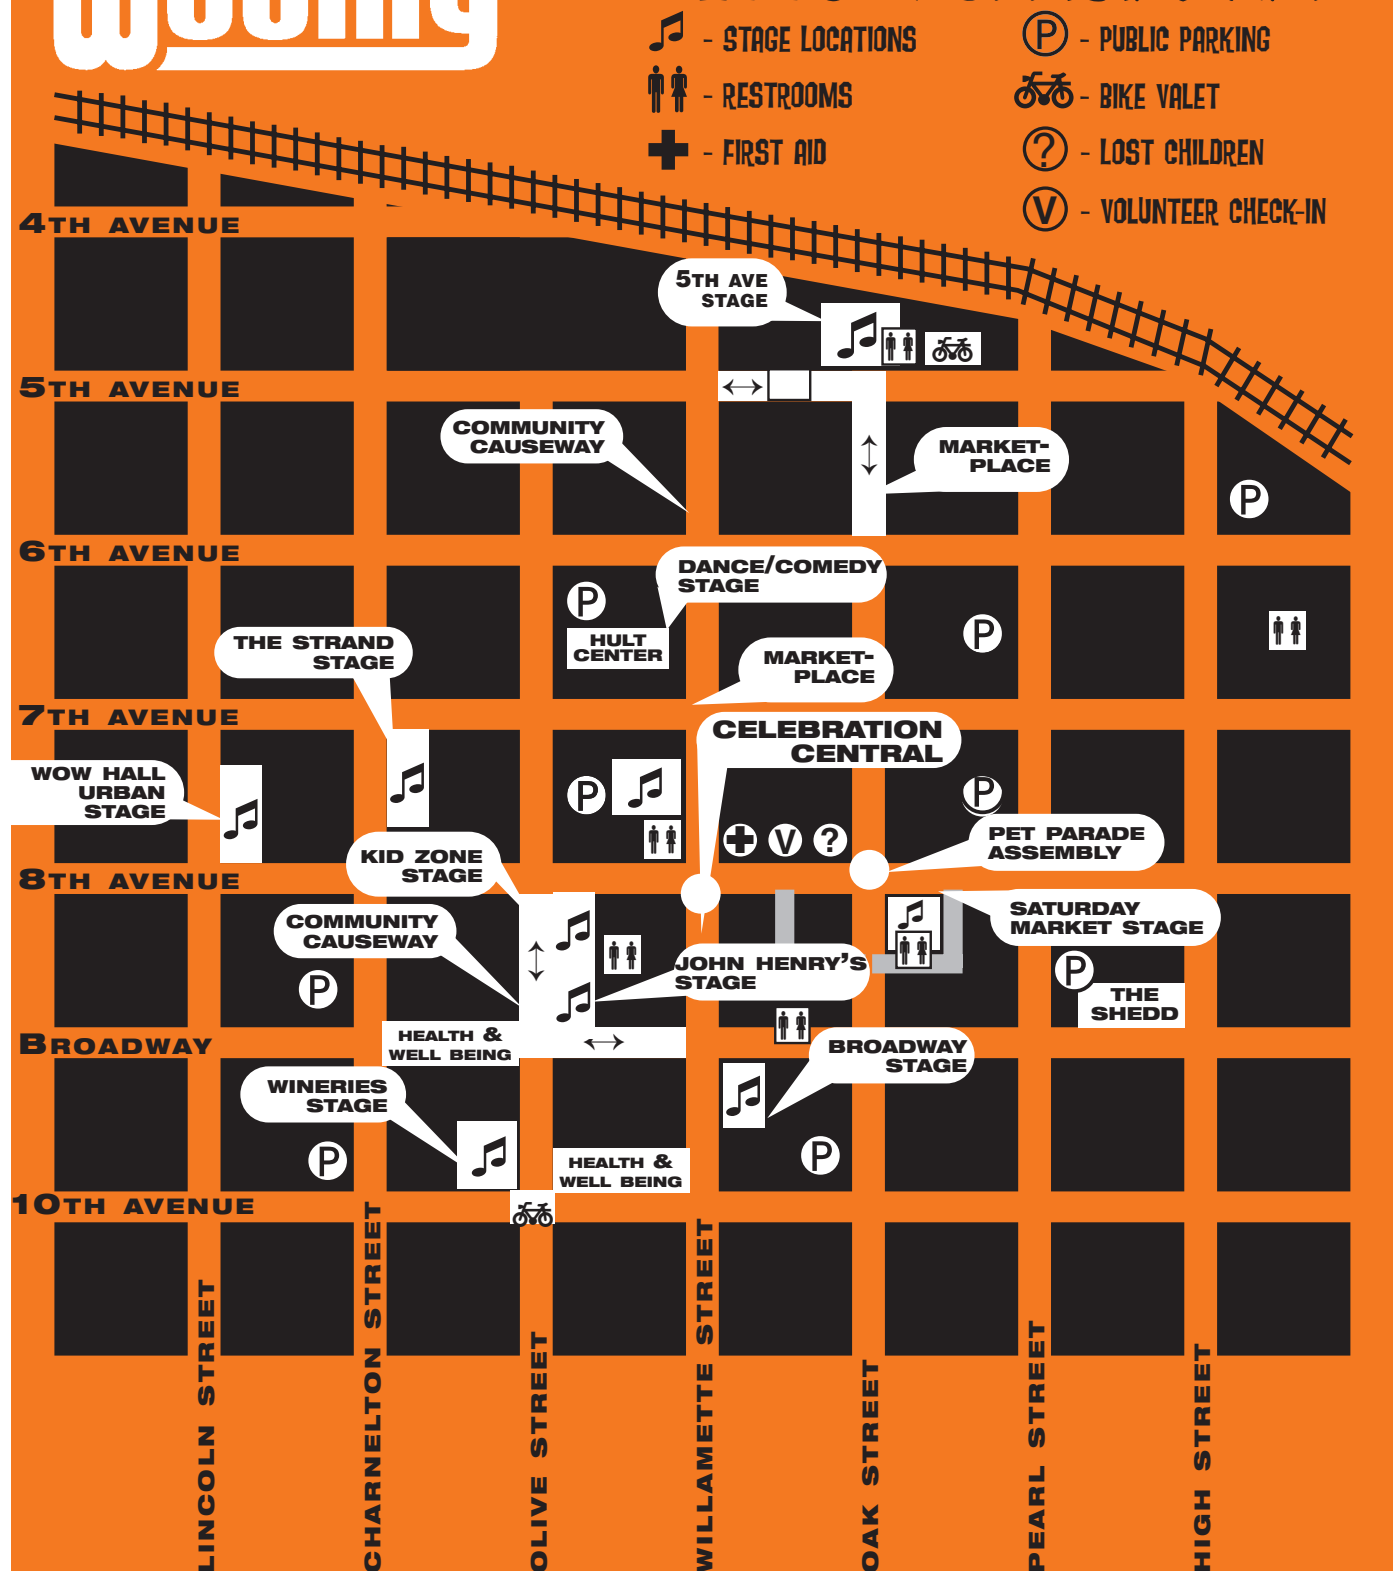 - STAGE LOCATIONS
P - PUBLIC PARKING
- RESTROOMS
- BIKE VALET
+ - FIRST AID
? - LOST CHILDREN
V - VOLUNTEER CHECK-IN
4TH AVENUE
5TH AVE
STAGE
5TH AVENUE
COMMUNITY
CAUSEWAY
MARKET-
PLACE
P
6TH AVENUE
DANCE/COMEDY
STAGE
P
HULT
CENTER
P
THE STRAND
STAGE
MARKET-
PLACE
7TH AVENUE
CELEBRATION
CENTRAL
WOW HALL
URBAN
STAGE
P
P
V ?
PET PARADE
ASSEMBLY
KID ZONE
STAGE
8TH AVENUE
COMMUNITY
CAUSEWAY
SATURDAY
MARKET STAGE
P
JOHN HENRY'S
STAGE
P
THE
SHEDD
HEALTH &
WELL BEING
BROADWAY
BROADWAY
STAGE
WINERIES
STAGE
P
P
HEALTH &
WELL BEING
10TH AVENUE
LINCOLN STREET
CHARNELTON STREET
OLIVE STREET
WILLAMETTE STREET
OAK STREET
PEARL STREET
HIGH STREET